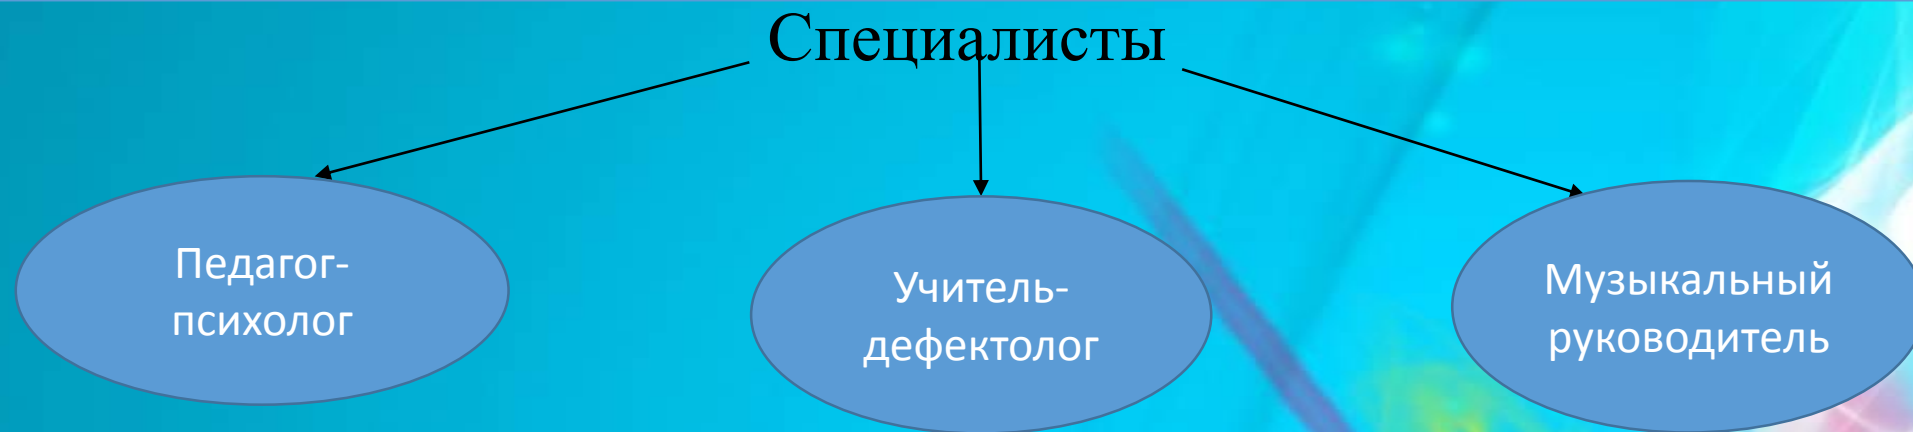 Специалисты
Педагог-
психолог
Учитель-
дефектолог
Музыкальный
руководитель